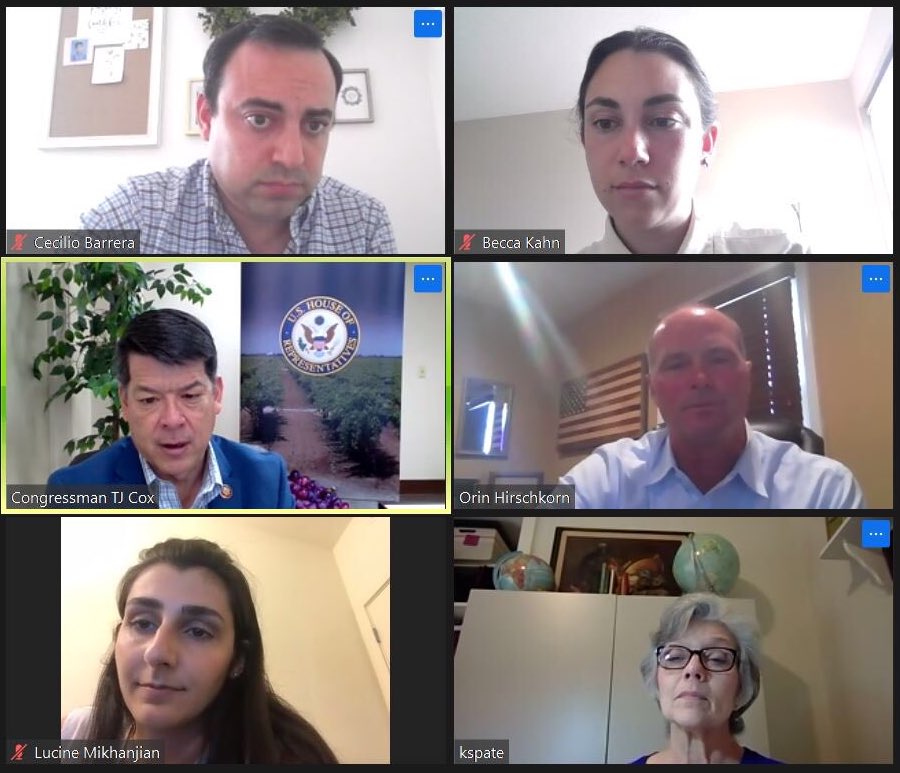 Cecilio Barrera
Becca Kahn
U.S. HOUSE OF
REPRESENTATIVES
Congressman TJ Cox
Orin Hirschkorn
Lucine Mikhanjian
kspate